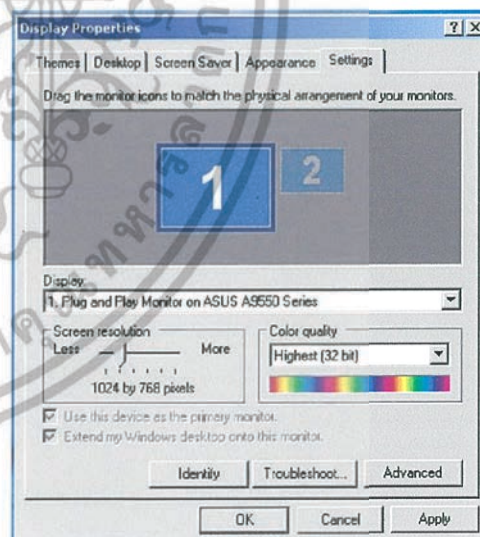 Display Properties
Themes Desktop Screen Saver Appearance Settings
Drag the monitor icons to match the physical arrangement of your monitors.
1 2
Display:
1. Plug and Play Monitor on ASUS A9550 Series
Screen resolution
Less More
1024 by 768 pixels
Color quality
Highest (32 bit)
Use this device as the primary monitor.
Extend my Windows desktop onto this monitor.
Identify Troubleshoot... Advanced
OK Cancel Apply